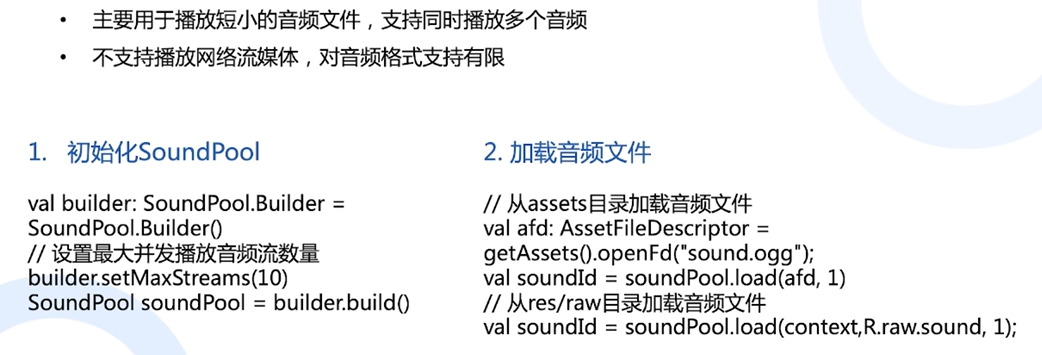 • 主要用于播放短小的音频文件，支持同时播放多个音频
• 不支持播放网络流媒体，对音频格式支持有限
1. 初始化SoundPool
val builder: SoundPool.Builder =
SoundPool.Builder()
// 设置最大并发播放音频流数量
builder.setMaxStreams(10)
SoundPool soundPool = builder.build()
2. 加载音频文件
// 从assets目录加载音频文件
val afd: AssetFileDescriptor =
getAssets().openFd("sound.ogg");
val soundId = soundPool.load(afd, 1)
// 从res/raw目录加载音频文件
val soundId = soundPool.load(context,R.raw.sound, 1);